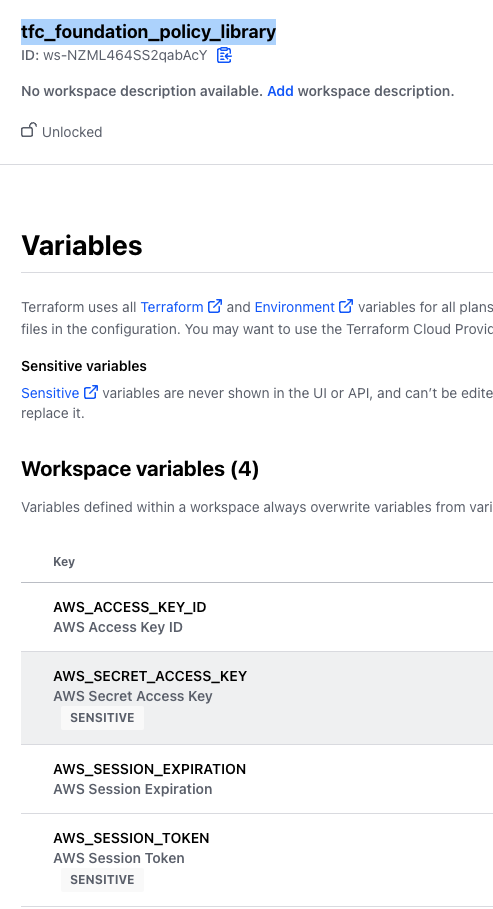 tfc_foundation_policy_library
ID: ws-NZML464SS2qabAcY
No workspace description available. Add workspace description.
Unlocked
Variables
Terraform uses all Terraform and Environment variables for all plans
files in the configuration. You may want to use the Terraform Cloud Provid
Sensitive variables
Sensitive variables are never shown in the UI or API, and can't be edite
replace it.
Workspace variables (4)
Variables defined within a workspace always overwrite variables from vari
Key
AWS_ACCESS_KEY_ID
AWS Access Key ID
AWS_SECRET_ACCESS_KEY
AWS Secret Access Key
SENSITIVE
AWS_SESSION_EXPIRATION
AWS Session Expiration
AWS_SESSION_TOKEN
AWS Session Token
SENSITIVE